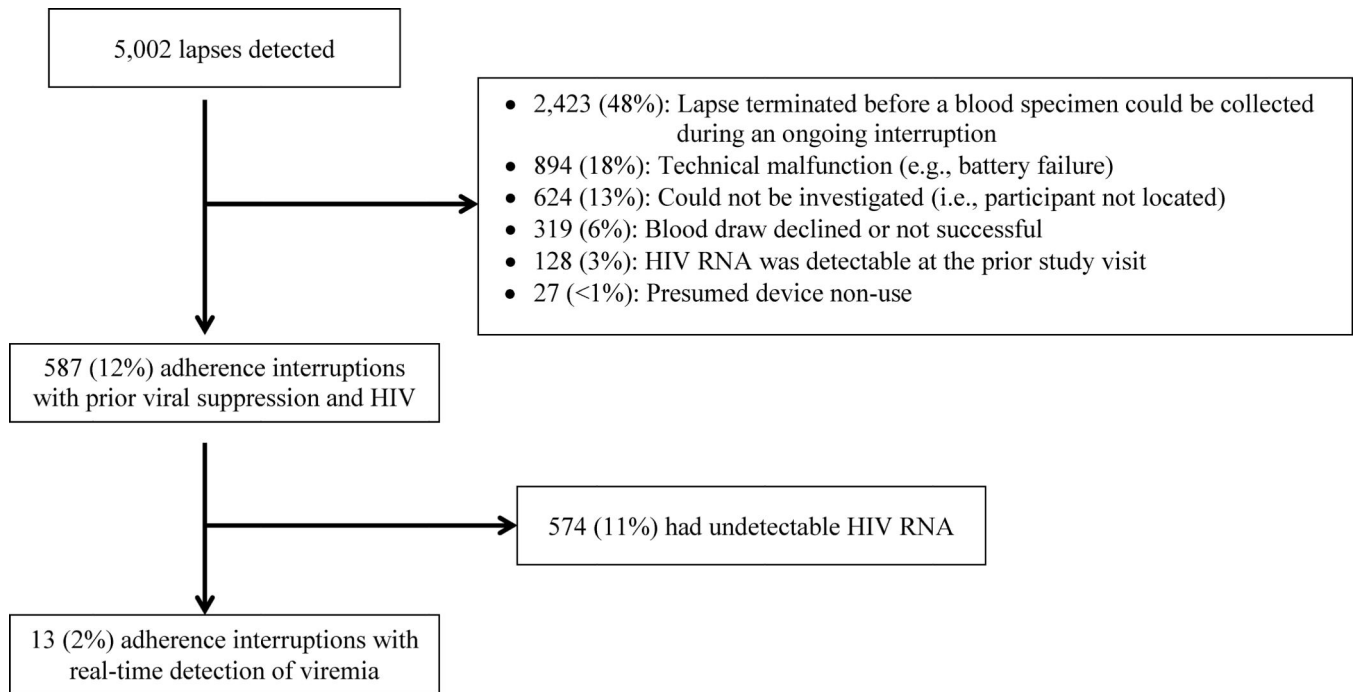 5,002 lapses detected
• 2,423 (48%): Lapse terminated before a blood specimen could be collected
during an ongoing interruption
• 894 (18%): Technical malfunction (e.g., battery failure)
• 624 (13%): Could not be investigated (i.e., participant not located)
• 319 (6%): Blood draw declined or not successful
• 128 (3%): HIV RNA was detectable at the prior study visit
• 27 (<1%): Presumed device non-use
587 (12%) adherence interruptions
with prior viral suppression and HIV
574 (11%) had undetectable HIV RNA
13 (2%) adherence interruptions with
real-time detection of viremia